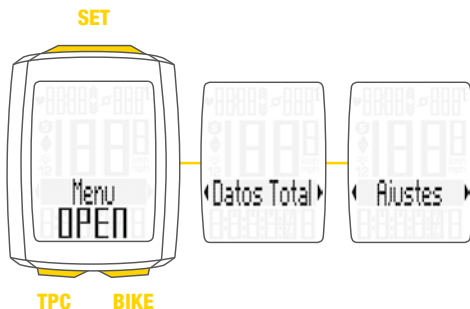 SET
Menu
OPEN
Datos Total
Ajustes
TPC BIKE